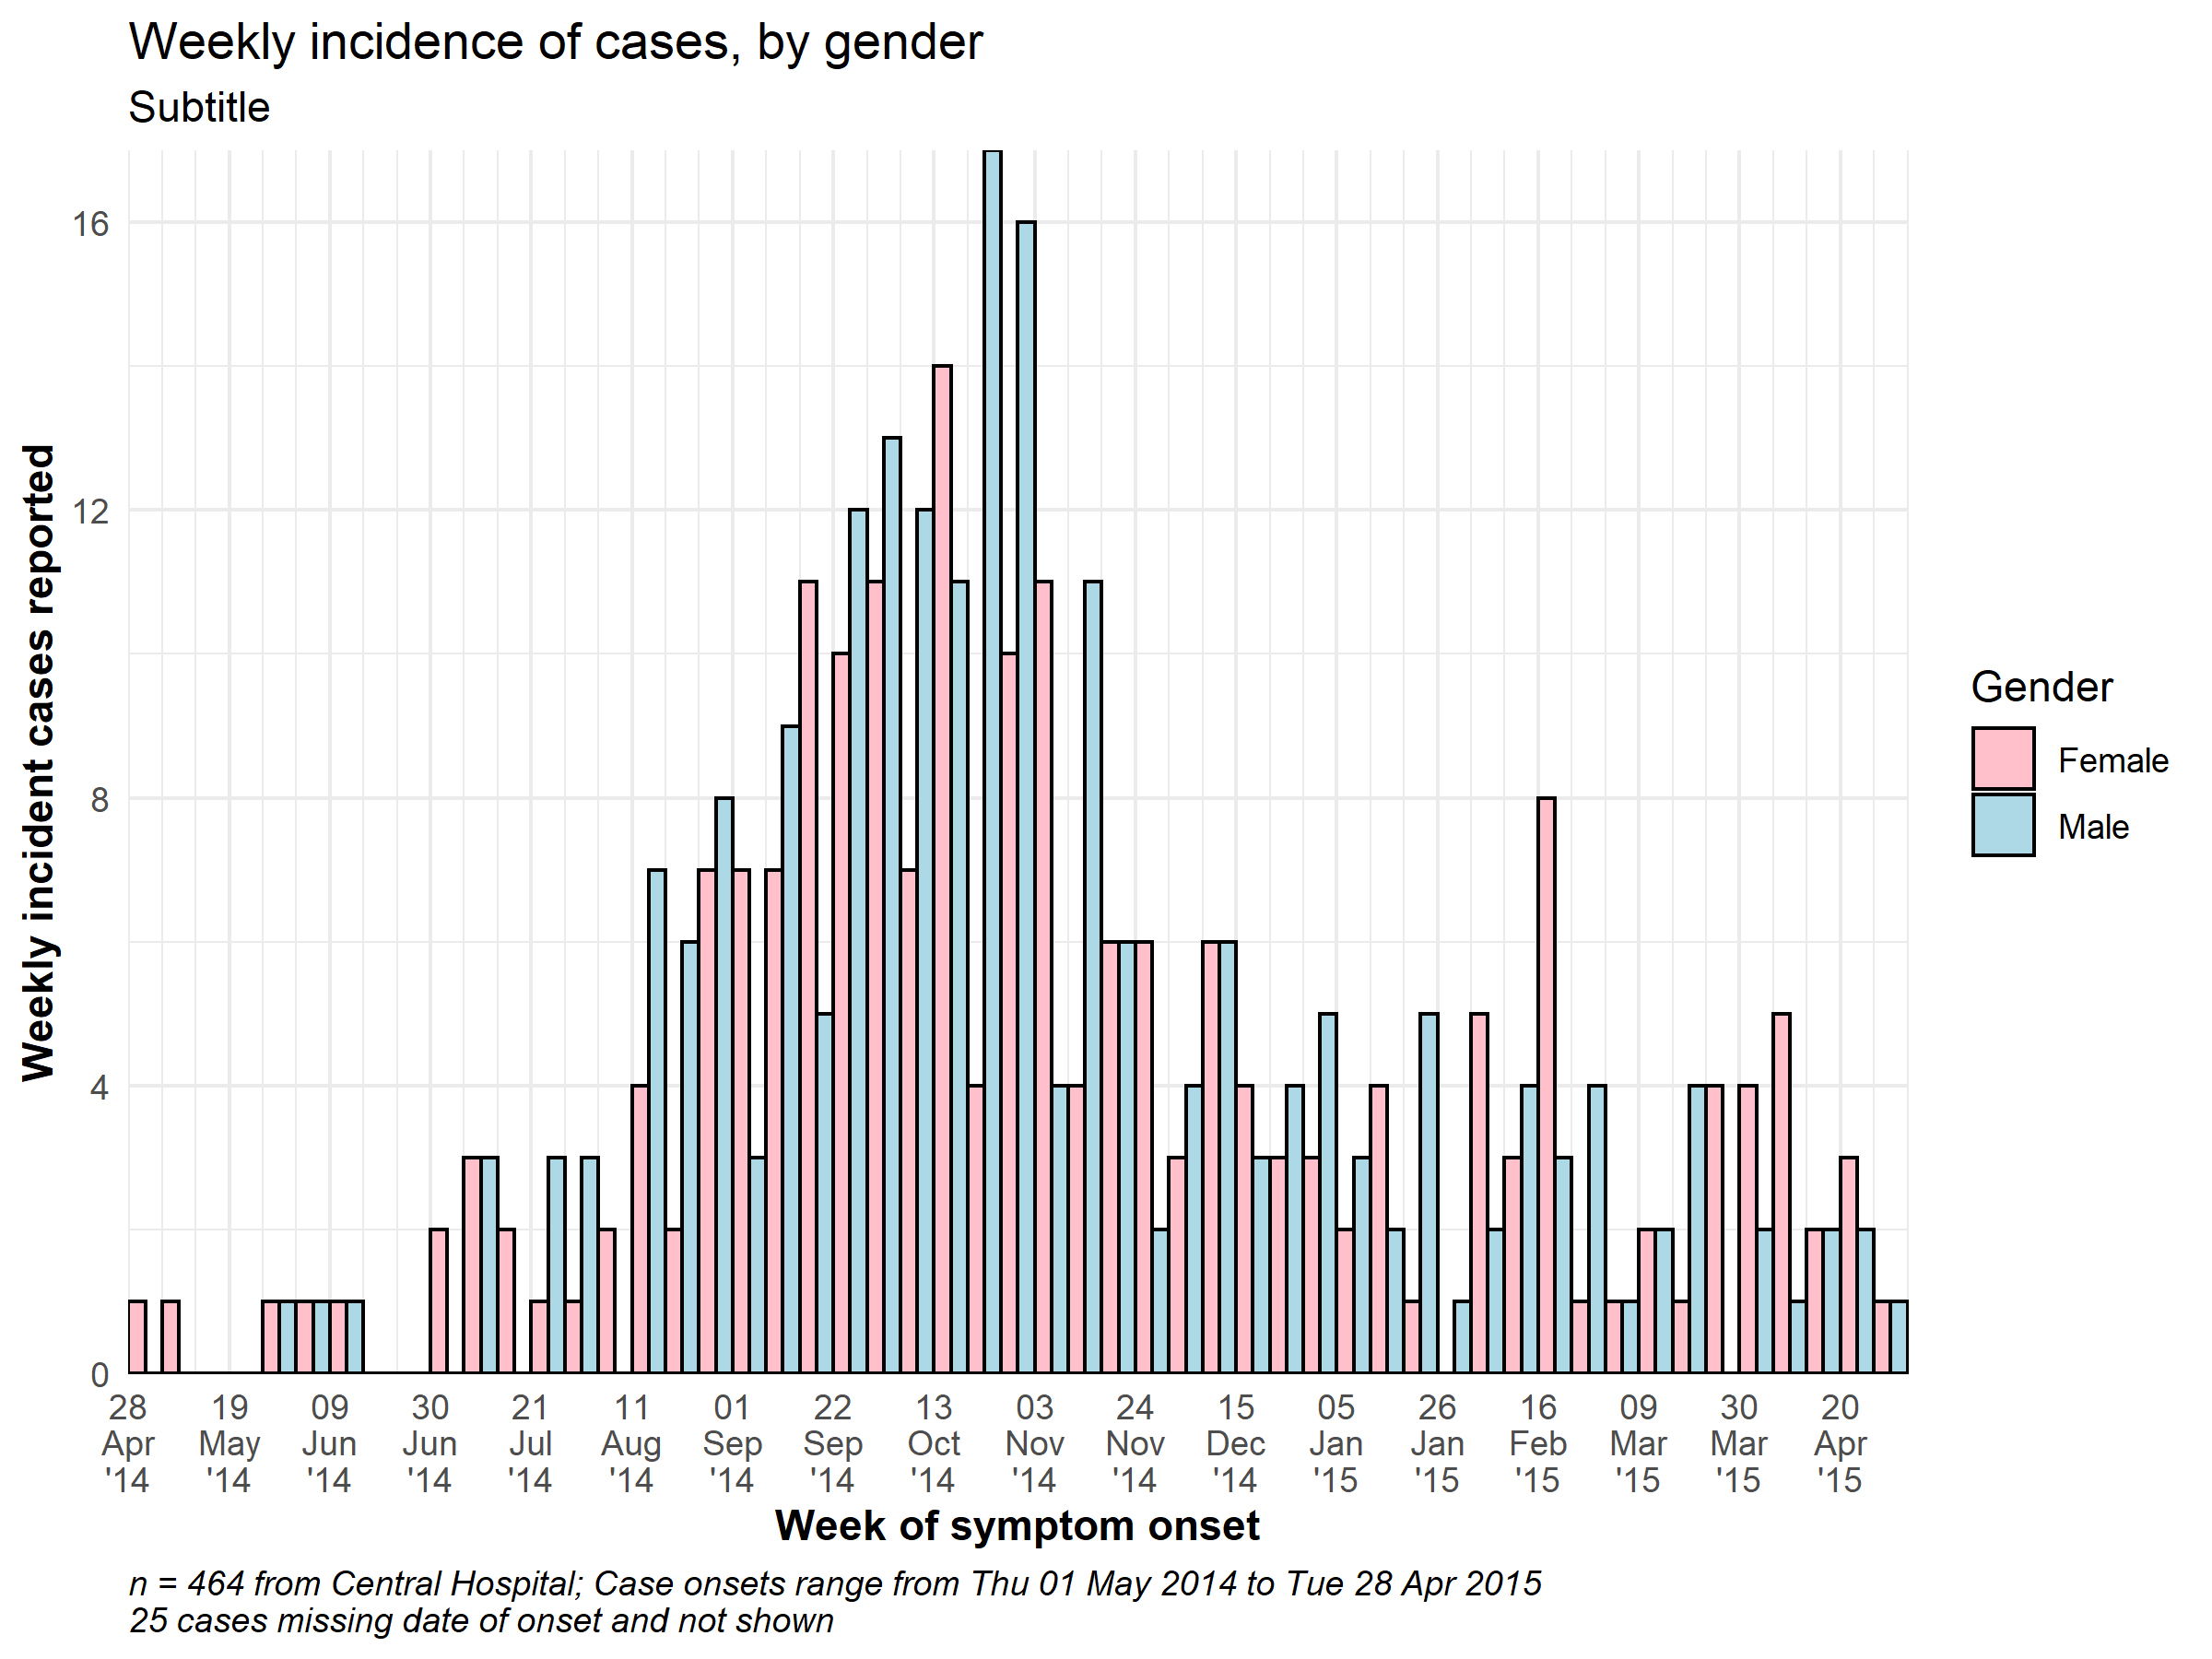 Weekly incidence of cases, by gender
Subtitle
Weekly incident cases reported
16
12
8
4
0
28 Apr '14
19 May '14
09 Jun '14
30 Jun '14
21 Jul '14
11 Aug '14
01 Sep '14
22 Sep '14
13 Oct '14
03 Nov '14
24 Nov '14
15 Dec '14
05 Jan '15
26 Jan '15
16 Feb '15
09 Mar '15
30 Mar '15
20 Apr '15
Week of symptom onset
Gender
Female
Male
n = 464 from Central Hospital; Case onsets range from Thu 01 May 2014 to Tue 28 Apr 2015
25 cases missing date of onset and not shown